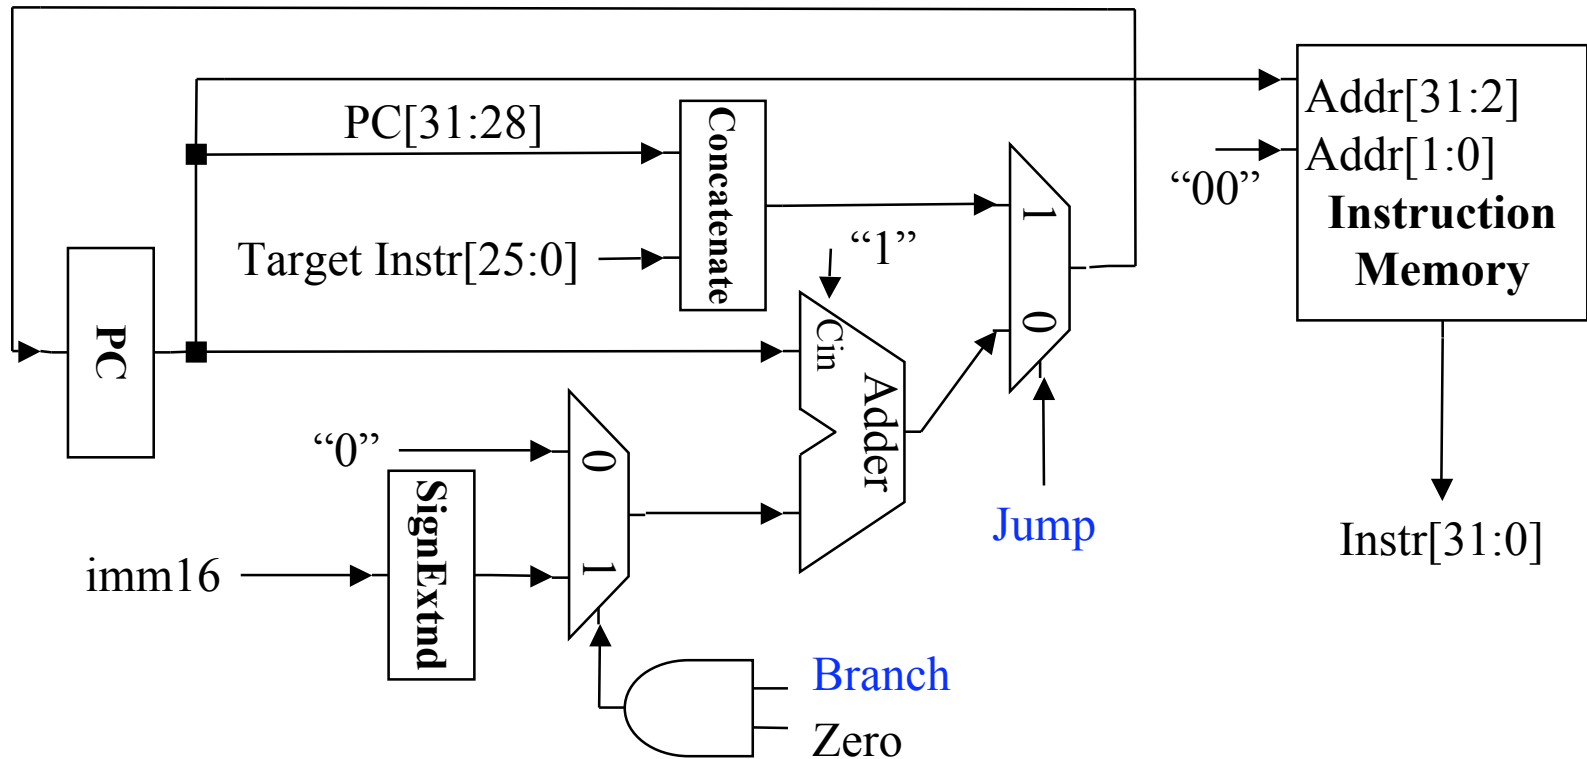 PC[31:28]
Concatenate
Target Instr[25:0]
PC
“1”
Cin
Adder
1
0
Jump
“0”
0
1
SignExtnd
imm16
Branch
Zero
Addr[31:2]
Addr[1:0]
“00”
Instruction
Memory
Instr[31:0]